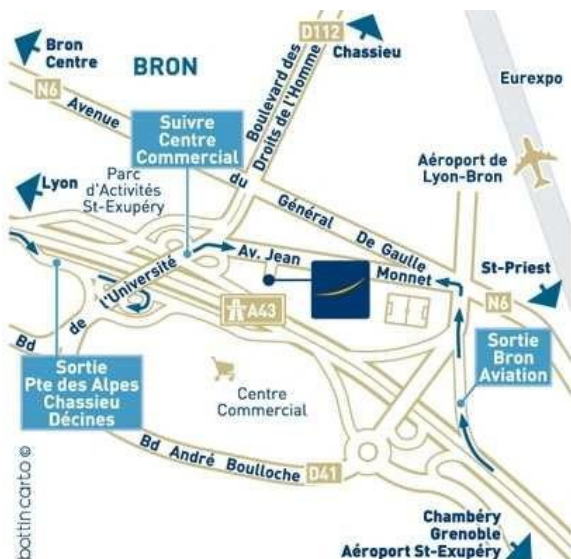 Bron
Centre
BRON
D112
Chassieu
Eurexpo
N6
Avenue
du
Général
De Gaulle
Boulevard des
Droits de l'Homme
Suivre
Centre
Commercial
Aéroport de
Lyon-Bron
Lyon
Parc
d'Activités
St-Exupéry
Av. Jean
Monnet
St-Priest
N6
Bd de l'Université
A43
Sortie
Bron
Aviation
Sortie
Pte des Alpes
Chassieu
Décines
Centre
Commercial
Bd André Boulloche
D41
Chambéry
Grenoble
Aéroport St-Exupéry
bottin carto ©